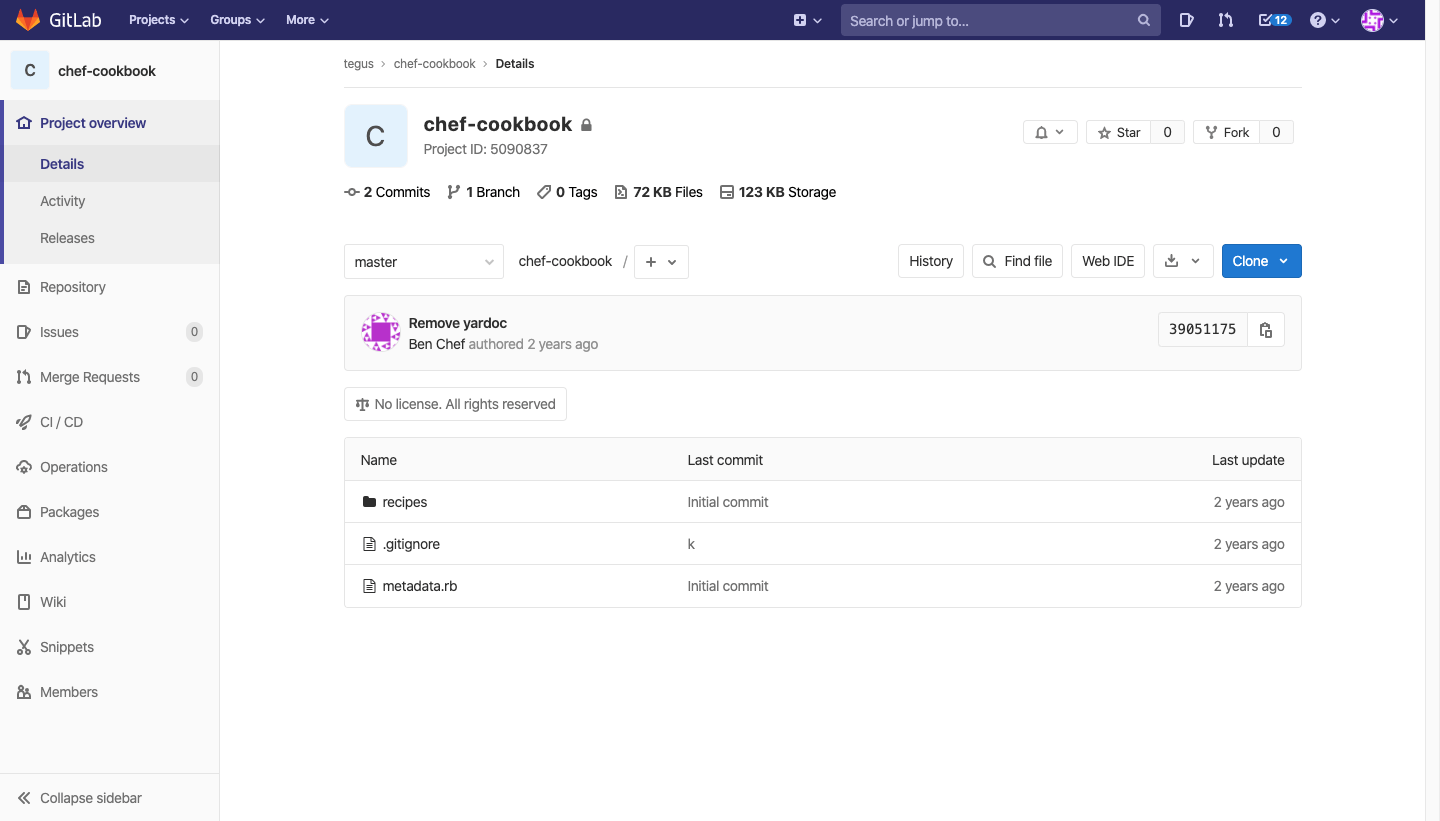 GitLab Projects Groups More Search or jump to... 12
C chef-cookbook
Project overview
Details
Activity
Releases
Repository
Issues 0
Merge Requests 0
CI / CD
Operations
Packages
Analytics
Wiki
Snippets
Members
Collapse sidebar
tegus > chef-cookbook > Details
C
chef-cookbook
Project ID: 5090837
Star 0 Fork 0
2 Commits 1 Branch 0 Tags 72 KB Files 123 KB Storage
master chef-cookbook / + History Find file Web IDE Clone
Remove yardoc
Ben Chef authored 2 years ago
39051175
No license. All rights reserved
Name Last commit Last update
recipes Initial commit 2 years ago
.gitignore k 2 years ago
metadata.rb Initial commit 2 years ago